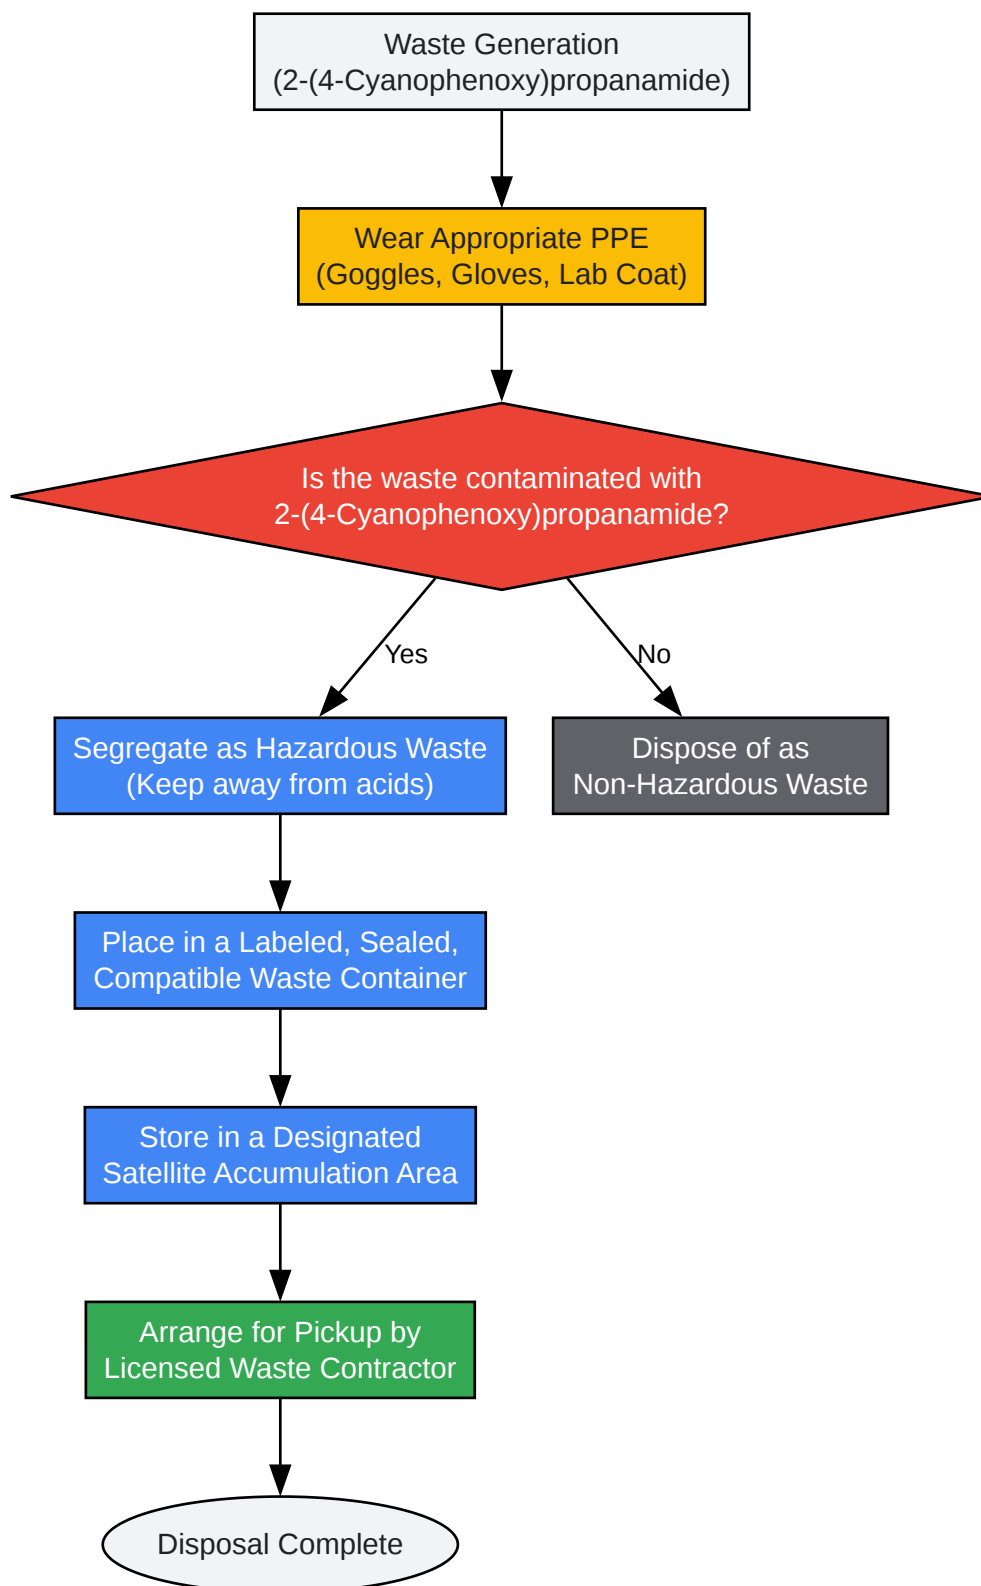 Waste Generation
(2-(4-Cyanophenoxy)propanamide)
Wear Appropriate PPE
(Goggles, Gloves, Lab Coat)
Is the waste contaminated with
2-(4-Cyanophenoxy)propanamide?
Yes
No
Segregate as Hazardous Waste
(Keep away from acids)
Dispose of as
Non-Hazardous Waste
Place in a Labeled, Sealed,
Compatible Waste Container
Store in a Designated
Satellite Accumulation Area
Arrange for Pickup by
Licensed Waste Contractor
Disposal Complete